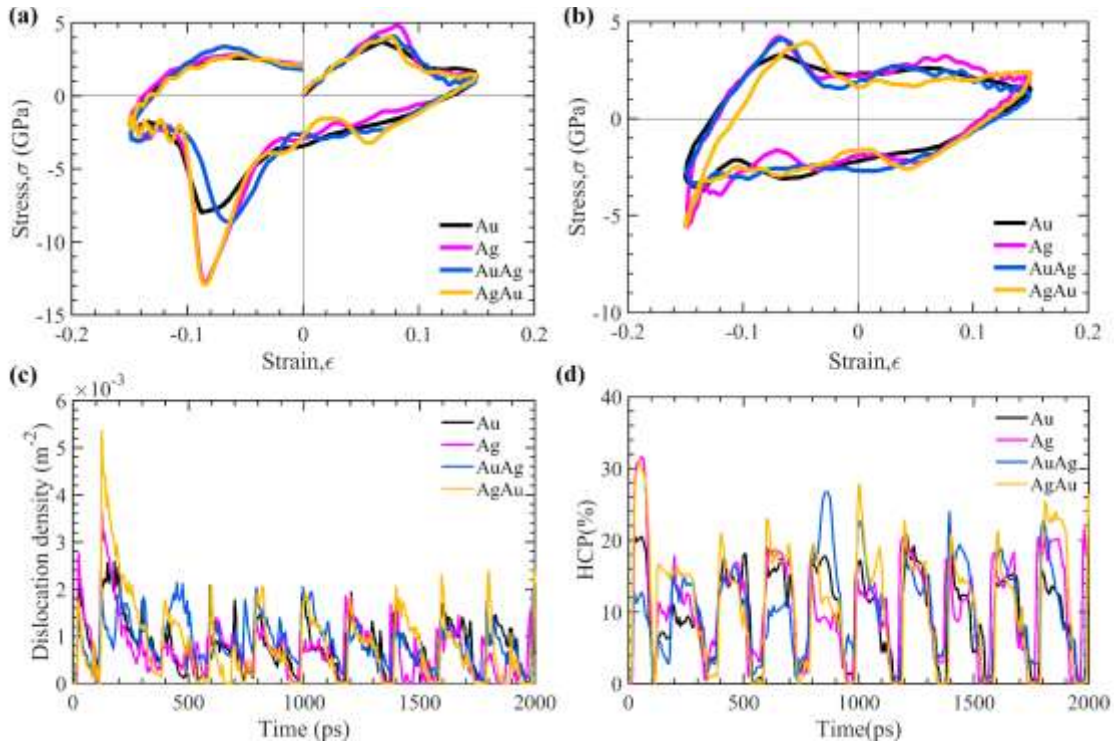 (a)
5
0
-5
-10
-15
-0.2
-0.1
0
0.1
0.2
Stress,σ (GPa)
Strain,ϵ
Au
Ag
AuAg
AgAu
(b)
5
0
-5
-10
-0.2
-0.1
0
0.1
0.2
Stress,σ (GPa)
Strain,ϵ
Au
Ag
AuAg
AgAu
(c)
×10⁻³
6
5
4
3
2
1
0
0
500
1000
1500
2000
Dislocation density (m⁻²)
Time (ps)
Au
Ag
AuAg
AgAu
(d)
40
30
20
10
0
0
500
1000
1500
2000
HCP(%)
Time(ps)
Au
Ag
AuAg
AgAu